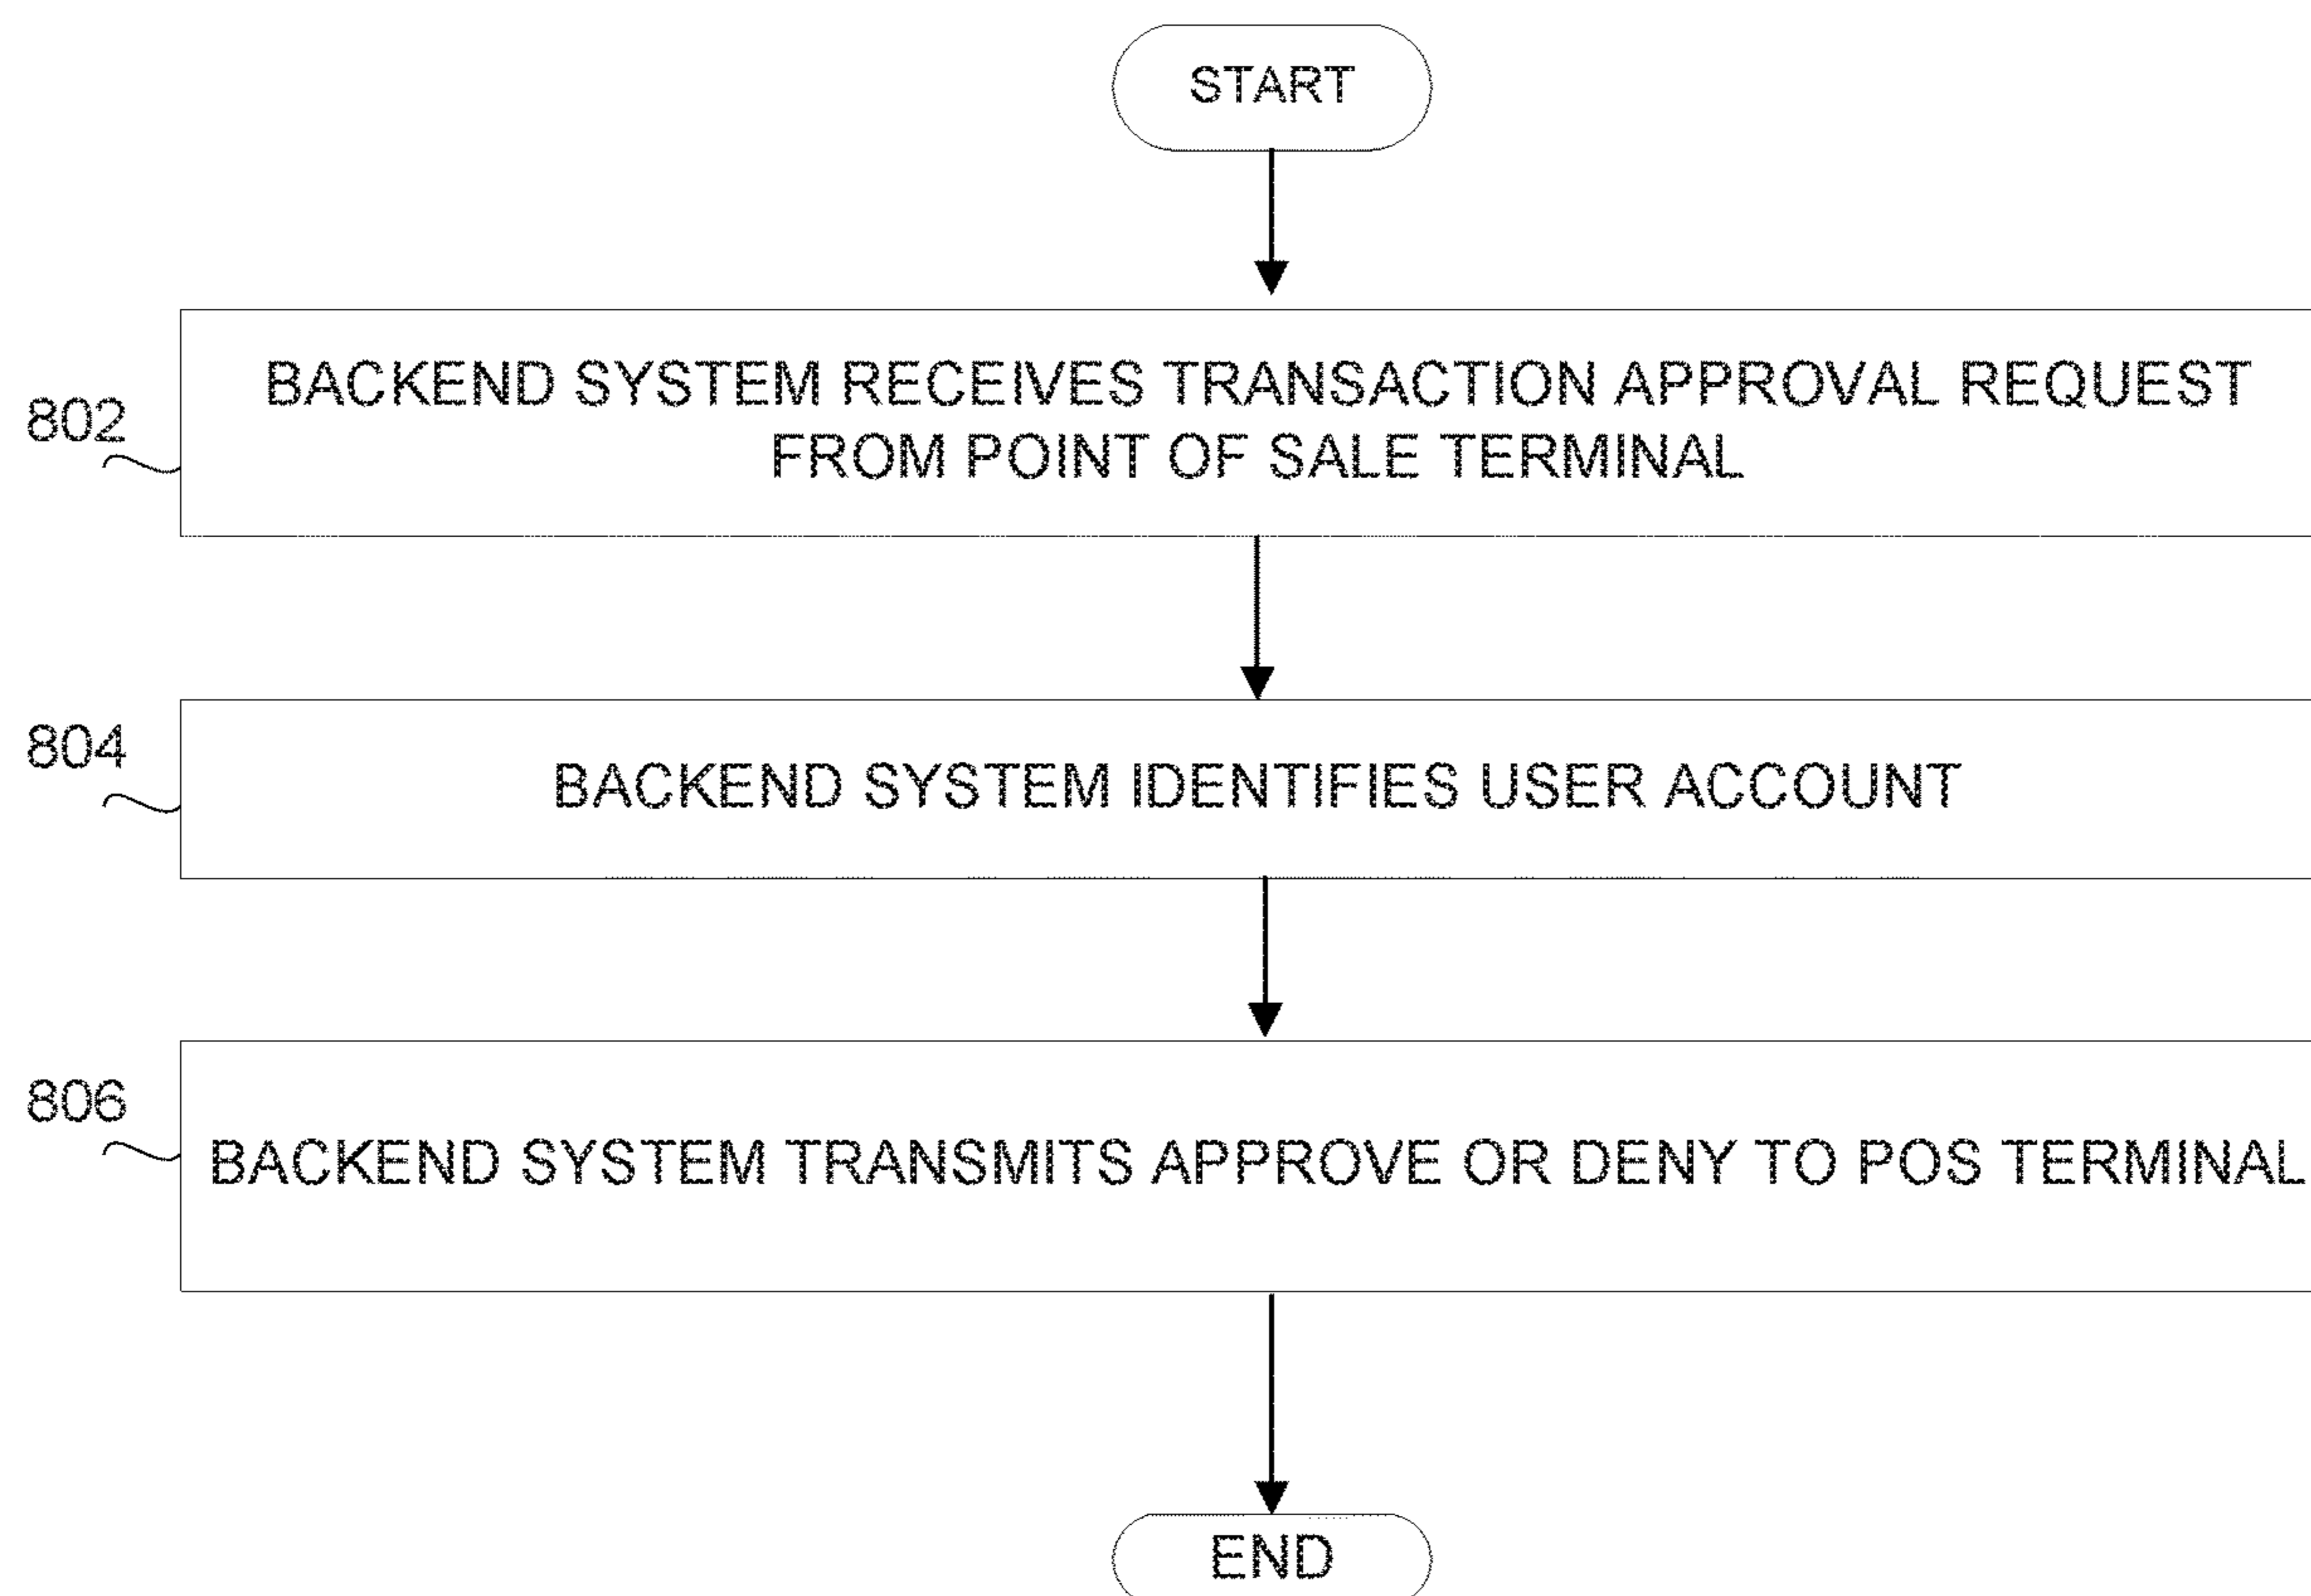 START
802
BACKEND SYSTEM RECEIVES TRANSACTION APPROVAL REQUEST
FROM POINT OF SALE TERMINAL
804
BACKEND SYSTEM IDENTIFIES USER ACCOUNT
806
BACKEND SYSTEM TRANSMITS APPROVE OR DENY TO POS TERMINAL
END